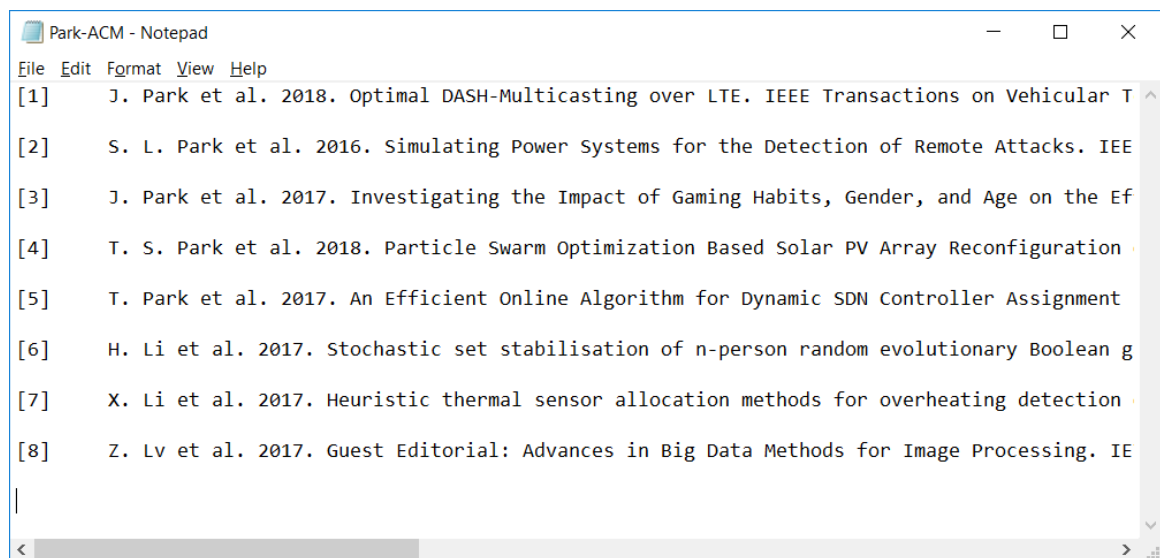 Park-ACM - Notepad
File Edit Format View Help
[1] J. Park et al. 2018. Optimal DASH-Multicasting over LTE. IEEE Transactions on Vehicular T
[2] S. L. Park et al. 2016. Simulating Power Systems for the Detection of Remote Attacks. IEE
[3] J. Park et al. 2017. Investigating the Impact of Gaming Habits, Gender, and Age on the Ef
[4] T. S. Park et al. 2018. Particle Swarm Optimization Based Solar PV Array Reconfiguration
[5] T. Park et al. 2017. An Efficient Online Algorithm for Dynamic SDN Controller Assignment
[6] H. Li et al. 2017. Stochastic set stabilisation of n-person random evolutionary Boolean g
[7] X. Li et al. 2017. Heuristic thermal sensor allocation methods for overheating detection
[8] Z. Lv et al. 2017. Guest Editorial: Advances in Big Data Methods for Image Processing. IE